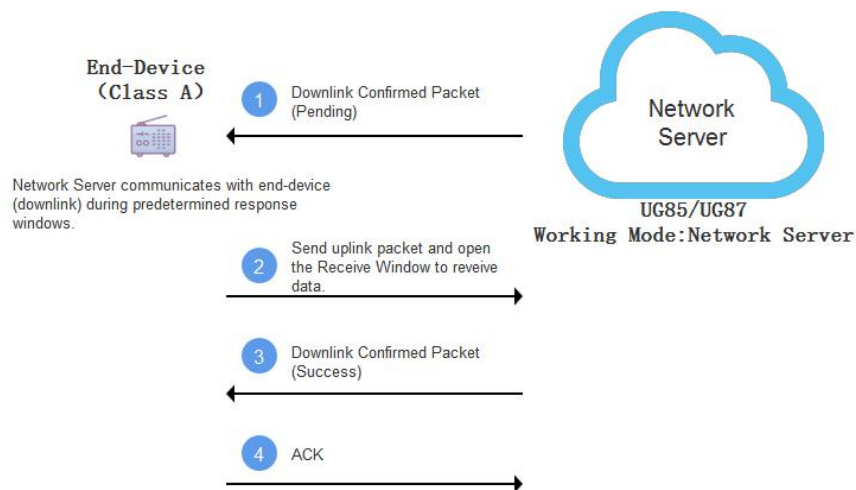 End-Device
(Class A)
1
Downlink Confirmed Packet
(Pending)
Network
Server
Network Server communicates with end-device
(downlink) during predetermined response
windows.
UG85/UG87
Working Mode:Network Server
2
Send uplink packet and open
the Receive Window to reveive
data.
3
Downlink Confirmed Packet
(Success)
4
ACK